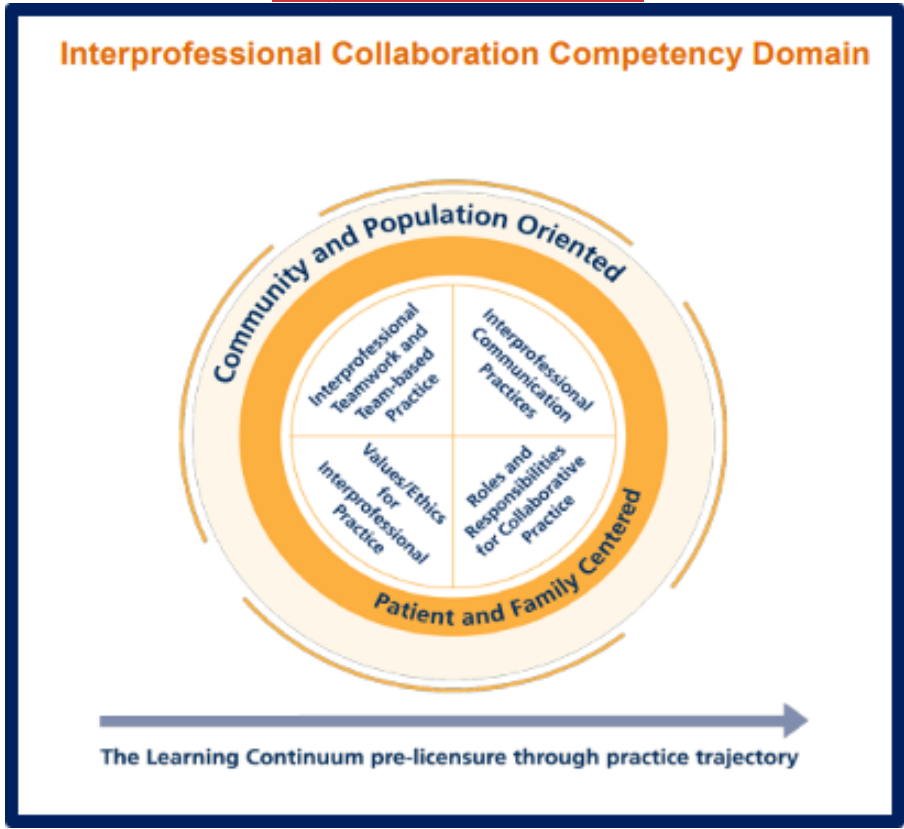 Interprofessional Collaboration Competency Domain
Community and Population Oriented
Interprofessional
Teamwork and
Team-based
Practice
Interprofessional
Communication
Practices
Values/Ethics
for
Interprofessional
Practice
Roles and
Responsibilities
for Collaborative
Practice
Patient and Family Centered
The Learning Continuum pre-licensure through practice trajectory